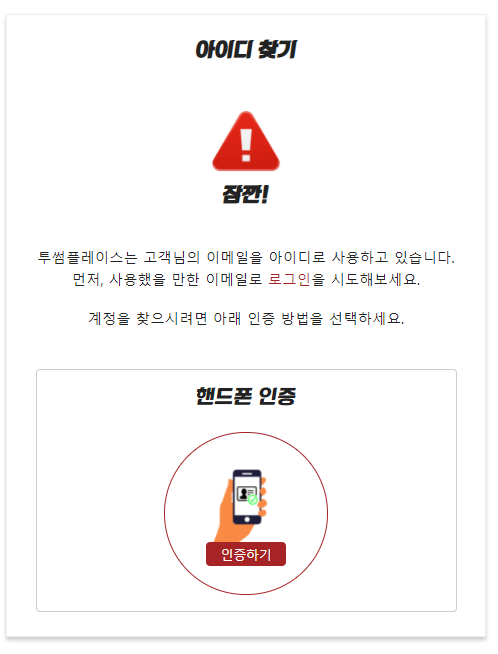 아이디 찾기
잠깐!
투썸플레이스는 고객님의 이메일을 아이디로 사용하고 있습니다.
먼저, 사용했을 만한 이메일로 로그인을 시도해보세요.
계정을 찾으시려면 아래 인증 방법을 선택하세요.
핸드폰 인증
인증하기